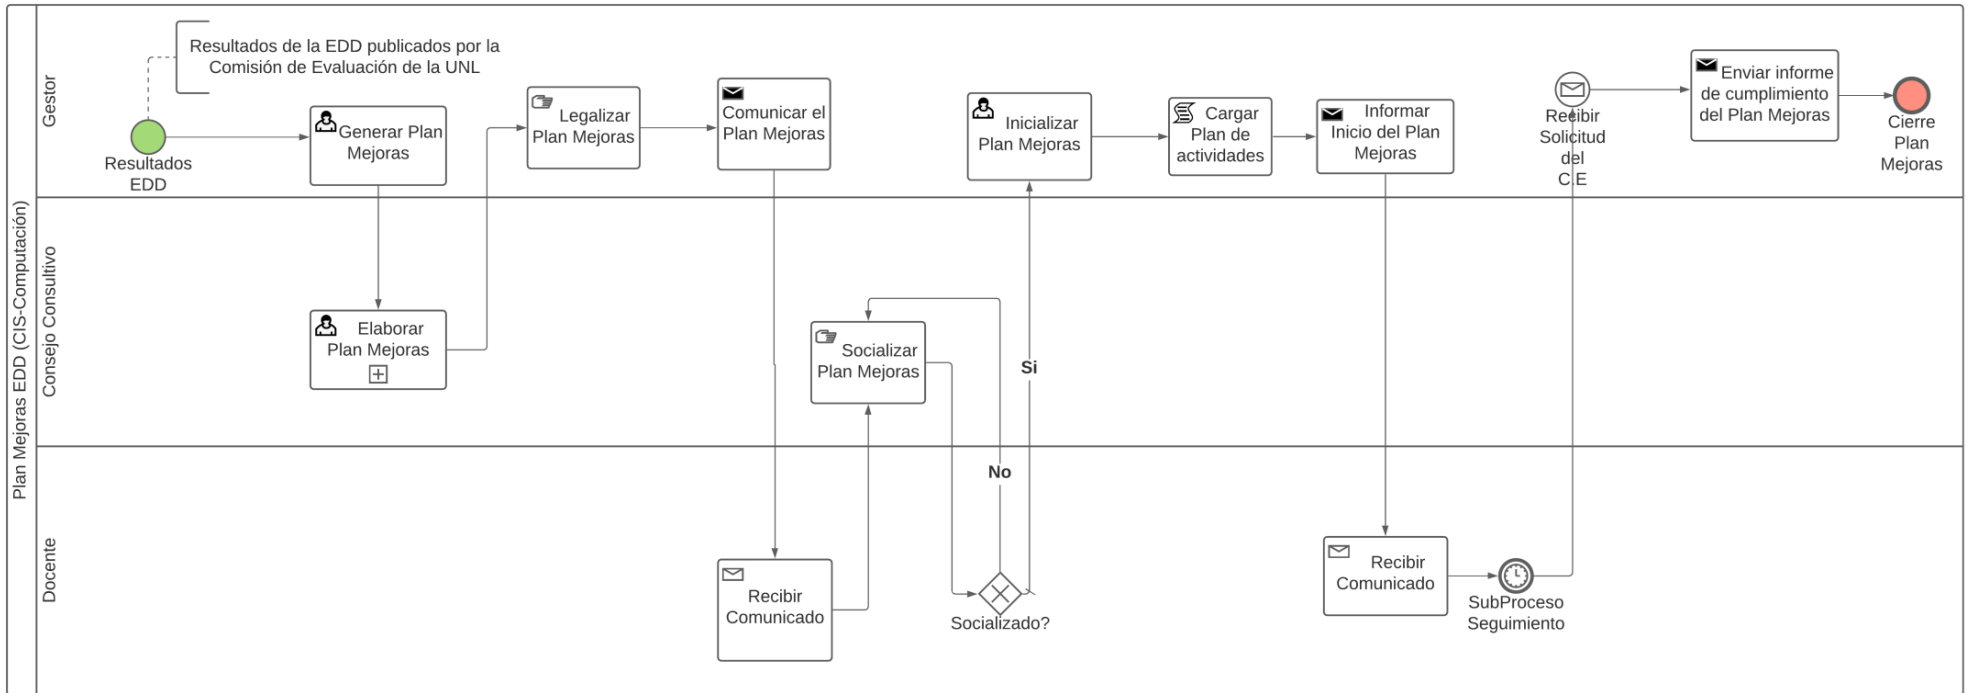 Plan Mejoras EDD (CIS-Computación)
Gestor
Resultados de la EDD publicados por la
Comisión de Evaluación de la UNL
Resultados
EDD
Generar Plan
Mejoras
Legalizar
Plan Mejoras
Comunicar el
Plan Mejoras
Inicializar
Plan Mejoras
Cargar
Plan de
actividades
Informar
Inicio del Plan
Mejoras
Recibir
Solicitud
del
C.E
Enviar informe
de cumplimiento
del Plan Mejoras
Cierre
Plan
Mejoras
Consejo Consultivo
Elaborar
Plan Mejoras
Socializar
Plan Mejoras
Si
No
Docente
Recibir
Comunicado
Socializado?
Recibir
Comunicado
SubProceso
Seguimiento